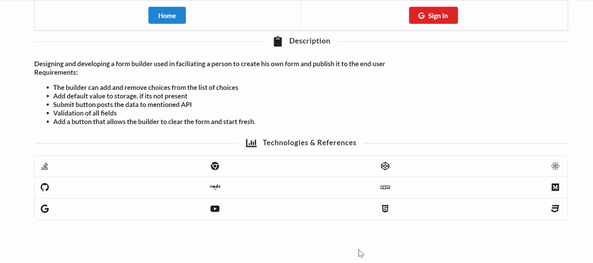 Home
Sign In
Description
Designing and developing a form builder used in faciliating a person to create his own form and publish it to the end user
Requirements:
The builder can add and remove choices from the list of choices
Add default value to storage, if its not present
Submit button posts the data to mentioned API
Validation of all fields
Add a button that allows the builder to clear the form and start fresh.
Technologies & References
node
npm